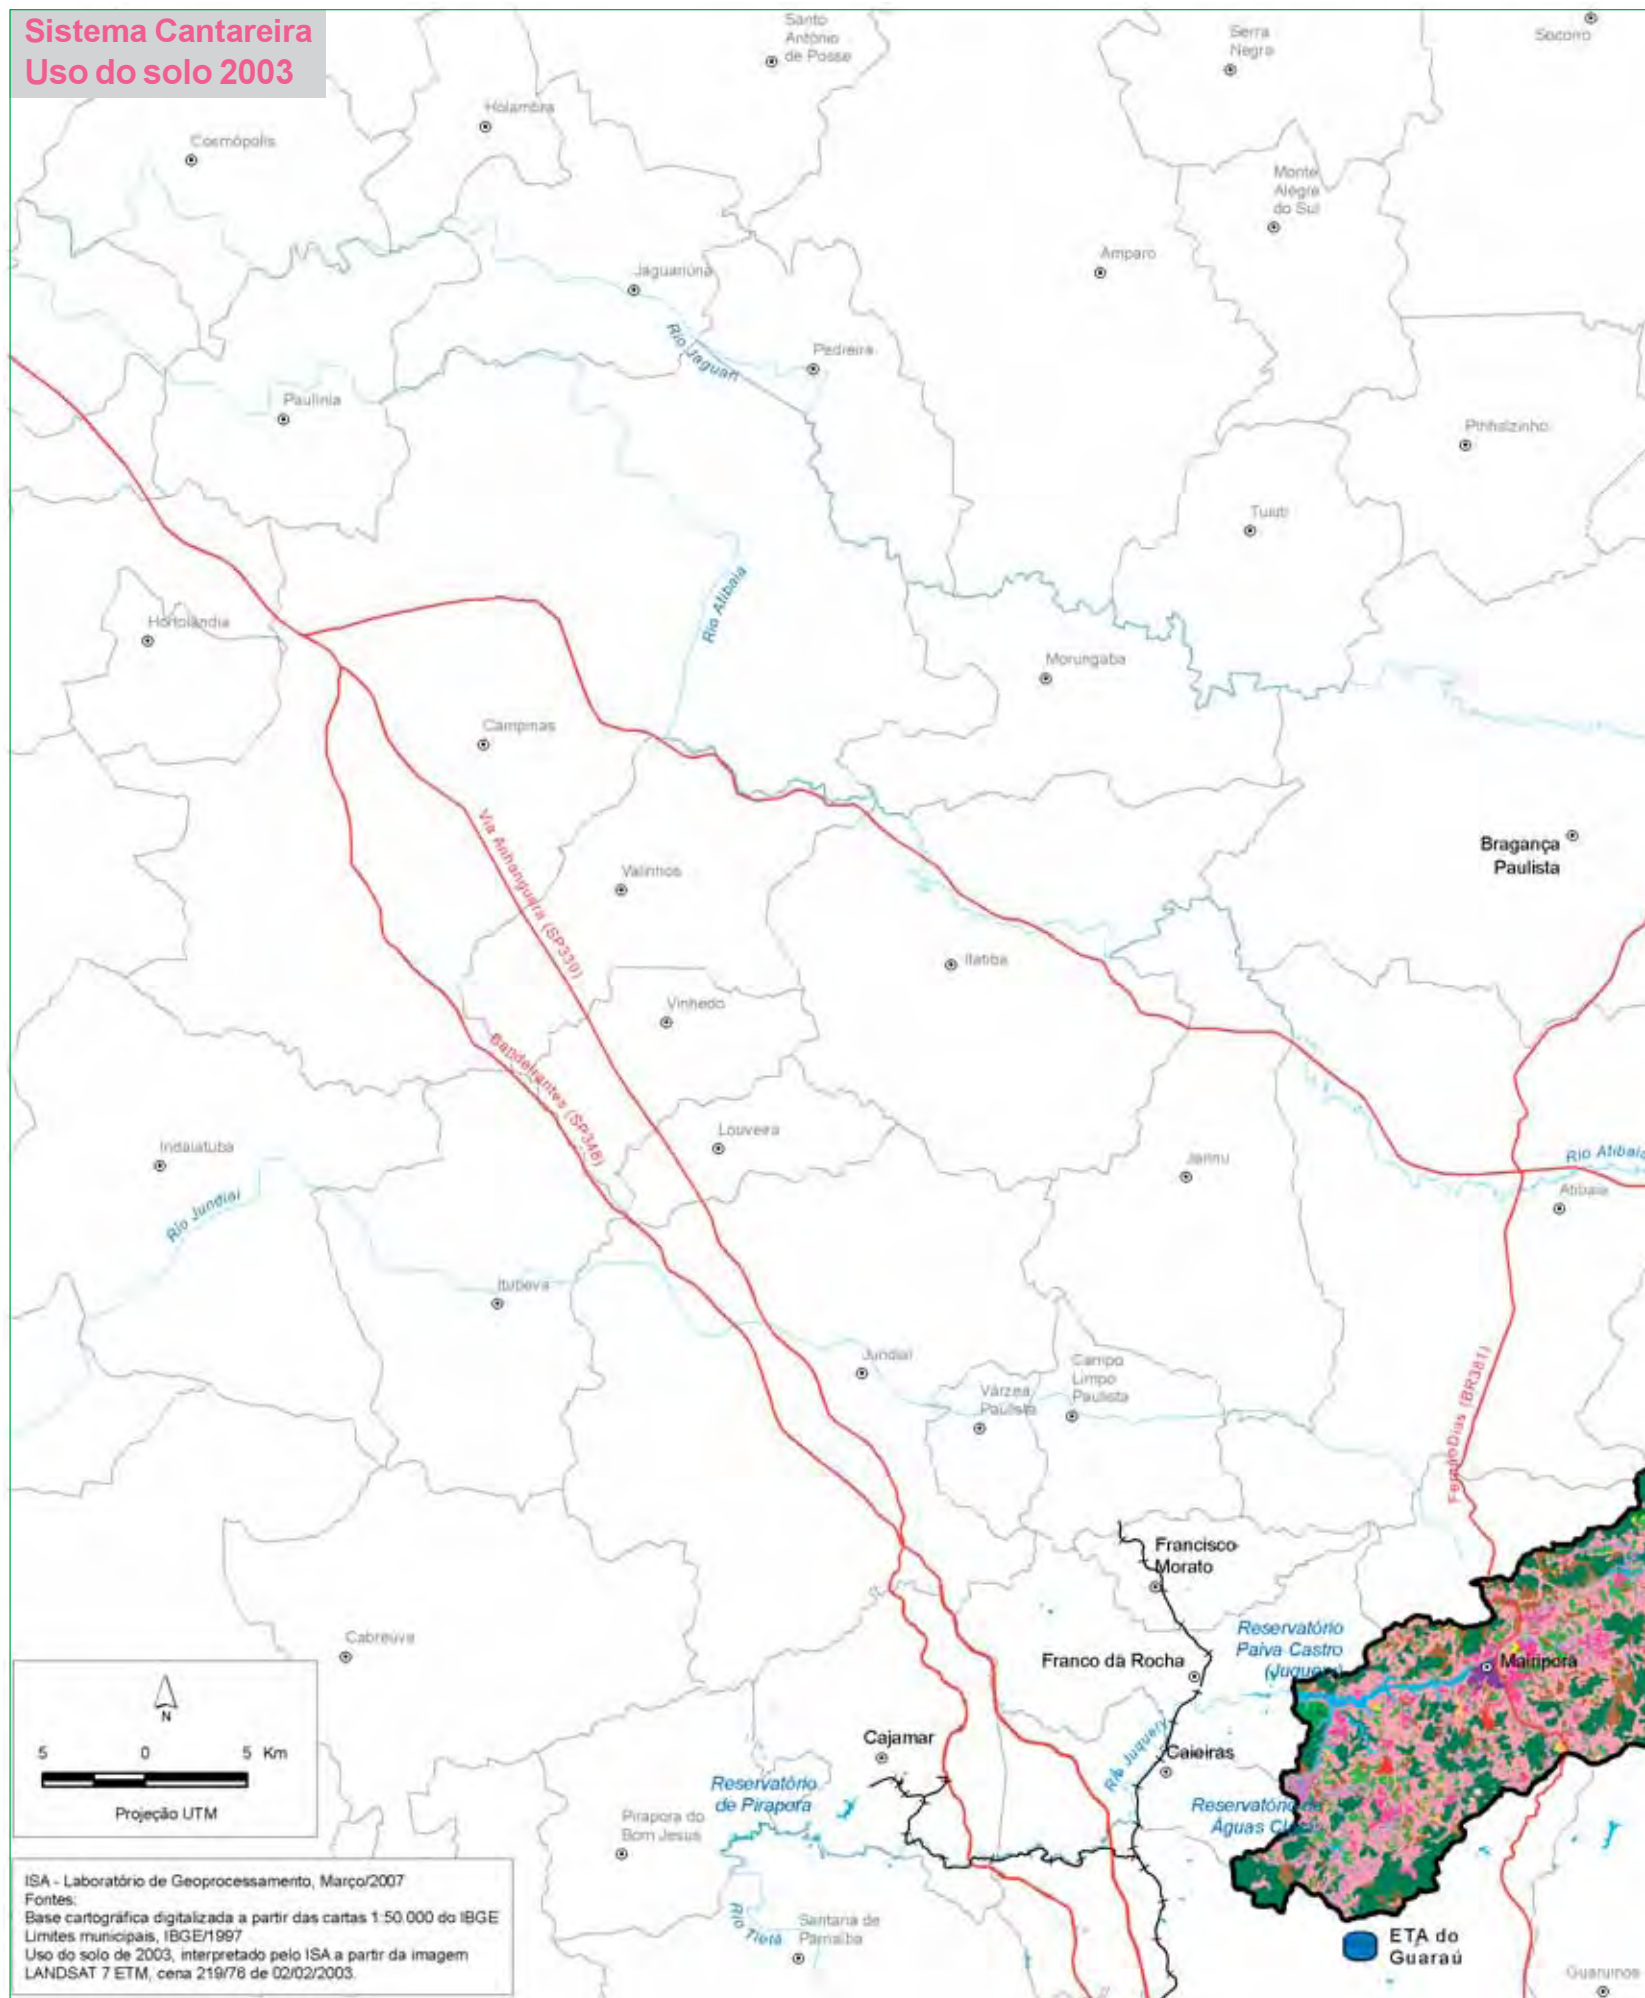 Sistema Cantareira
Uso do solo 2003
Santo
Antônio
de Posse
Serra
Negra
Socorro
Holambra
Cosmópolis
Monte
Alegre
do Sul
Amparo
Jaguariúna
Rio Jaguari
Pedreira
Paulínia
Pinhalzinho
Tuiuti
Rio Atibaia
Hortolândia
Morungaba
Campinas
Via Anhanguera (SP330)
Bragança
Paulista
Valinhos
Itatiba
Vinhedo
Bandeirantes (SP348)
Louveira
Indaiatuba
Jarinu
Rio Atibaia
Atibaia
Rio Jundiaí
Itupeva
Jundiaí
Campo
Limpo
Paulista
Várzea
Paulista
Fernão Dias (BR381)
Francisco
Morato
Reservatório
Paiva Castro
(Juquery)
Cabreúva
Franco da Rocha
Mairiporã
N
5 0 5 Km
Projeção UTM
Cajamar
Rio Juquery
Caieiras
Reservatório
de Pirapora
Reservatório de
Águas Claras
Pirapora do
Bom Jesus
ISA - Laboratório de Geoprocessamento, Março/2007
Fontes:
Base cartográfica digitalizada a partir das cartas 1:50.000 do IBGE
Limites municipais, IBGE/1997
Uso do solo de 2003, interpretado pelo ISA a partir da imagem
LANDSAT 7 ETM, cena 219/76 de 02/02/2003.
Rio Tietê
Santana de
Parnaíba
ETA do
Guaraú
Guarulhos